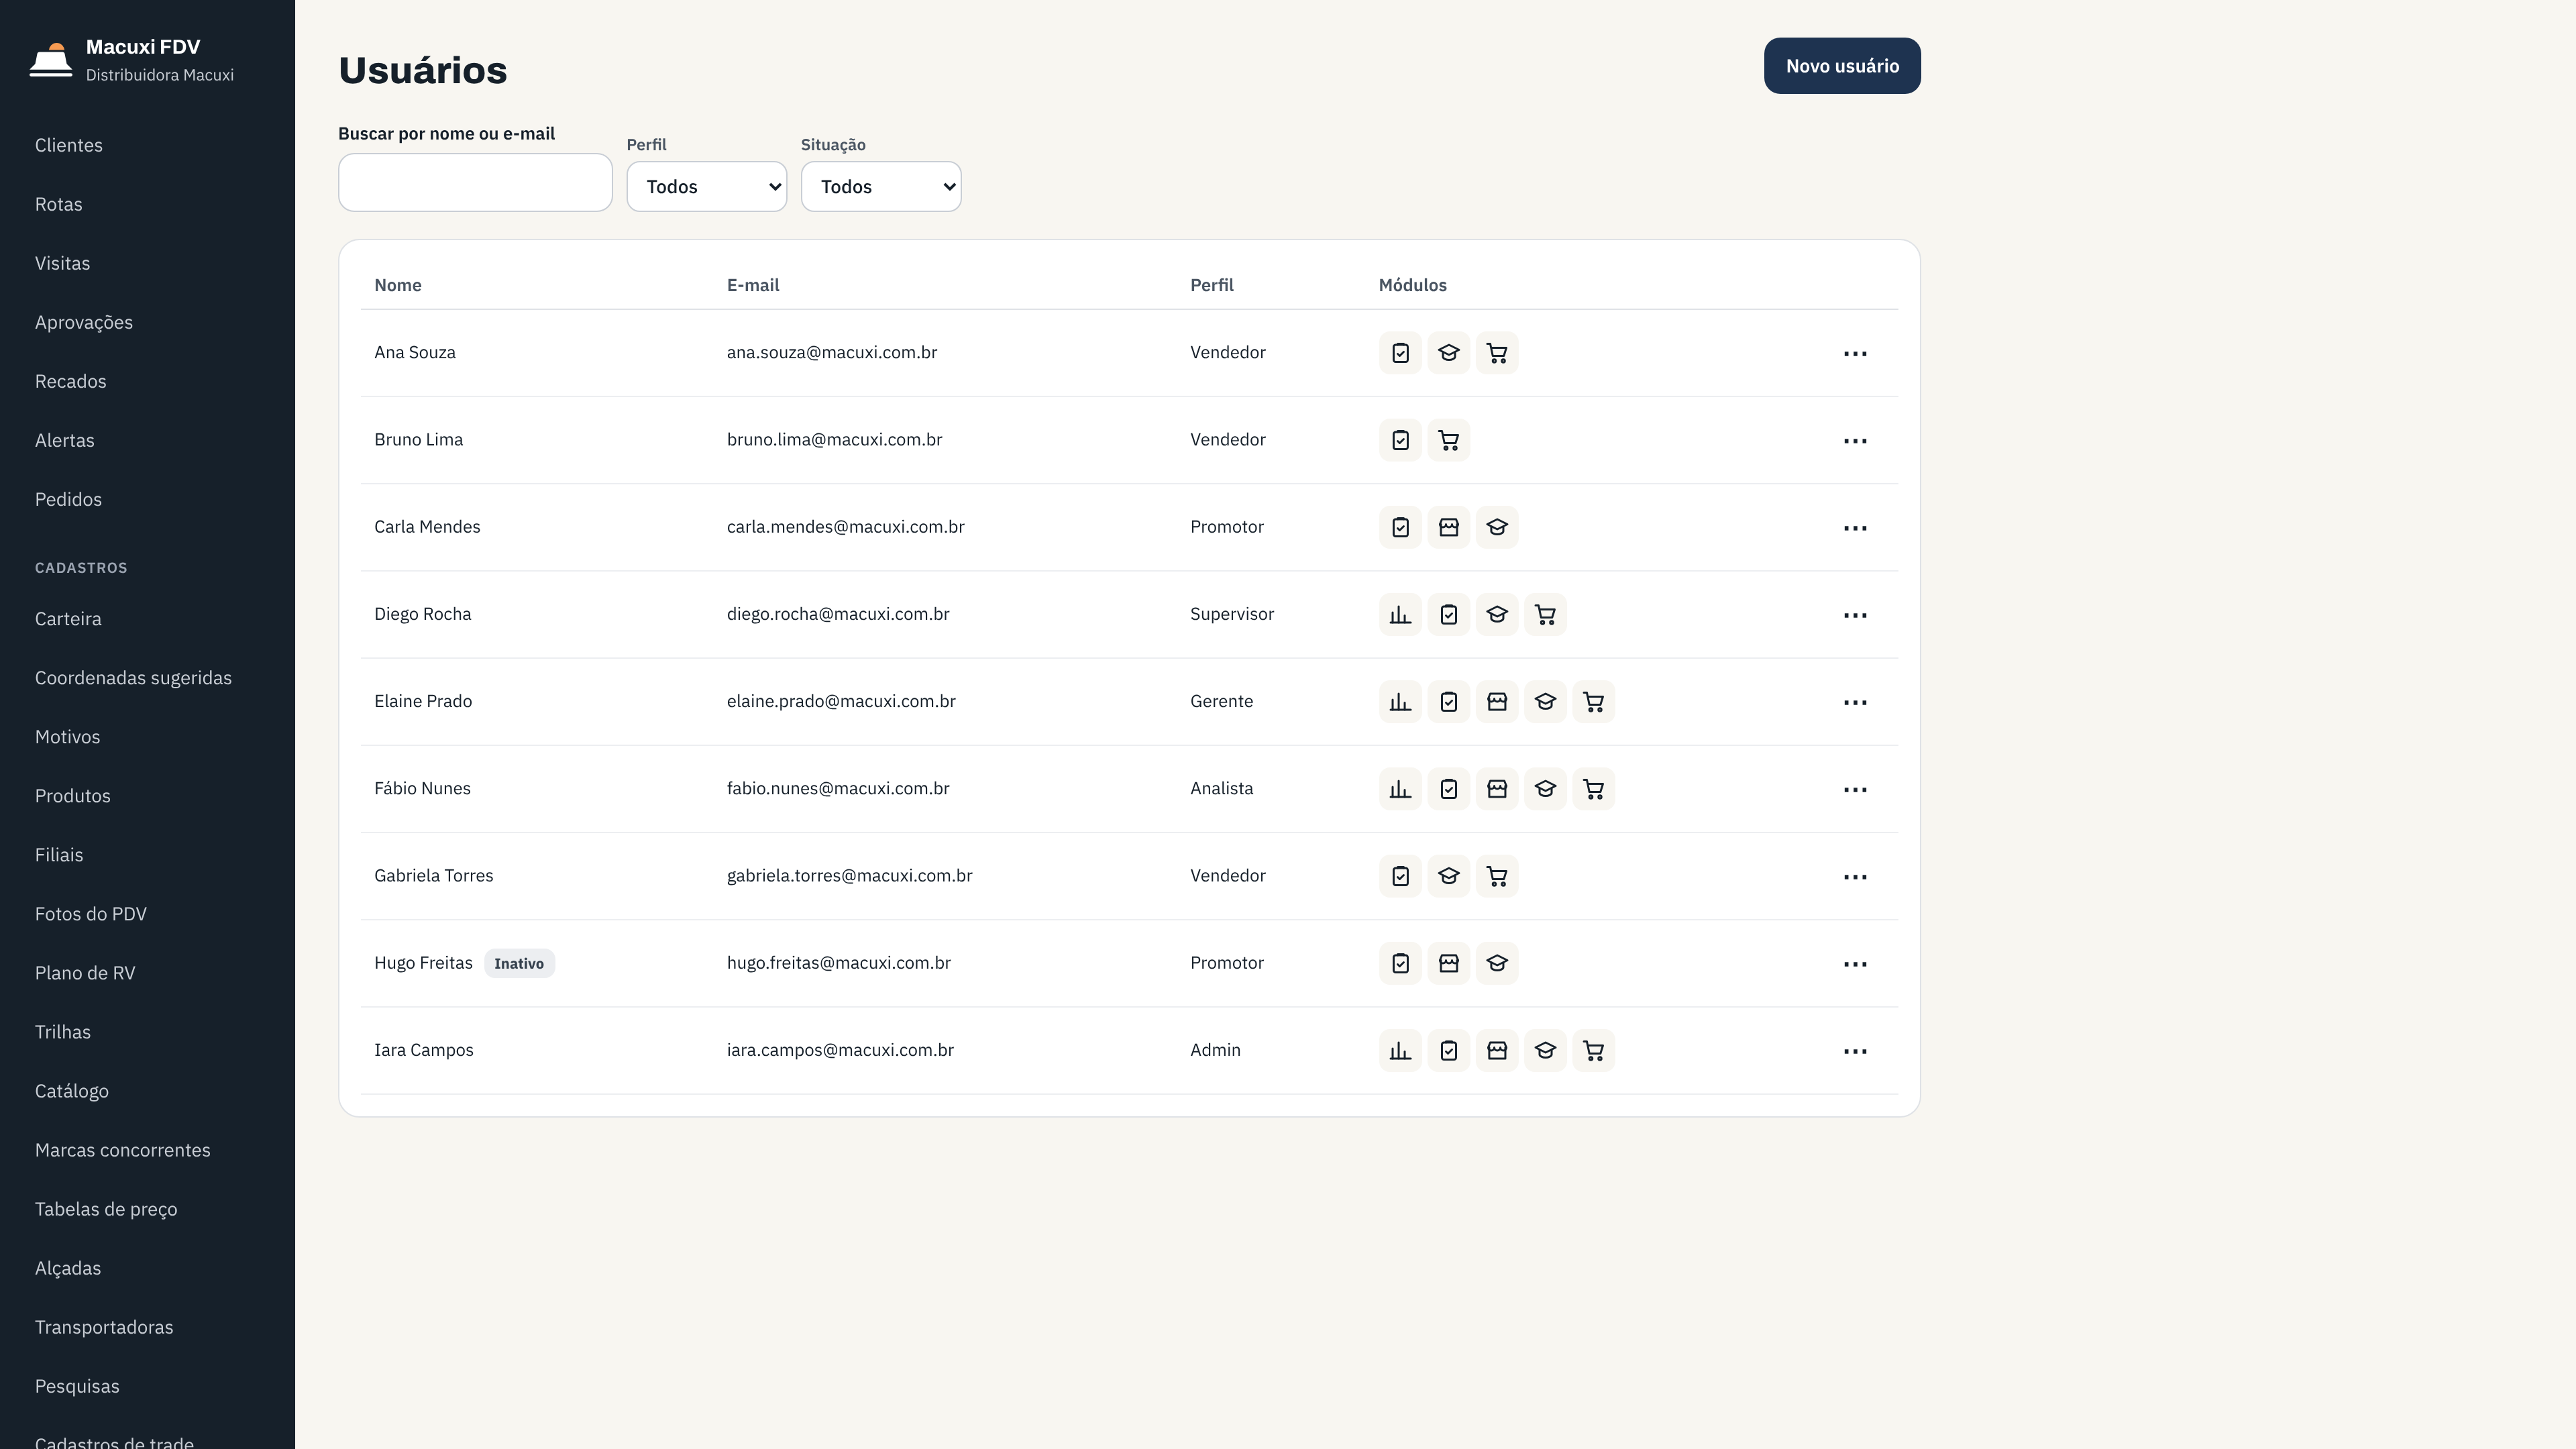 Macuxi FDV
Distribuidora Macuxi
Clientes
Rotas
Visitas
Aprovações
Recados
Alertas
Pedidos
CADASTROS
Carteira
Coordenadas sugeridas
Motivos
Produtos
Filiais
Fotos do PDV
Plano de RV
Trilhas
Catálogo
Marcas concorrentes
Tabelas de preço
Alçadas
Transportadoras
Pesquisas
Cadastros de trade
Usuários
Novo usuário
Buscar por nome ou e-mail
Perfil
Situação
Todos
Todos
Nome E-mail Perfil Módulos
Ana Souza ana.souza@macuxi.com.br Vendedor
Bruno Lima bruno.lima@macuxi.com.br Vendedor
Carla Mendes carla.mendes@macuxi.com.br Promotor
Diego Rocha diego.rocha@macuxi.com.br Supervisor
Elaine Prado elaine.prado@macuxi.com.br Gerente
Fábio Nunes fabio.nunes@macuxi.com.br Analista
Gabriela Torres gabriela.torres@macuxi.com.br Vendedor
Hugo Freitas Inativo hugo.freitas@macuxi.com.br Promotor
Iara Campos iara.campos@macuxi.com.br Admin